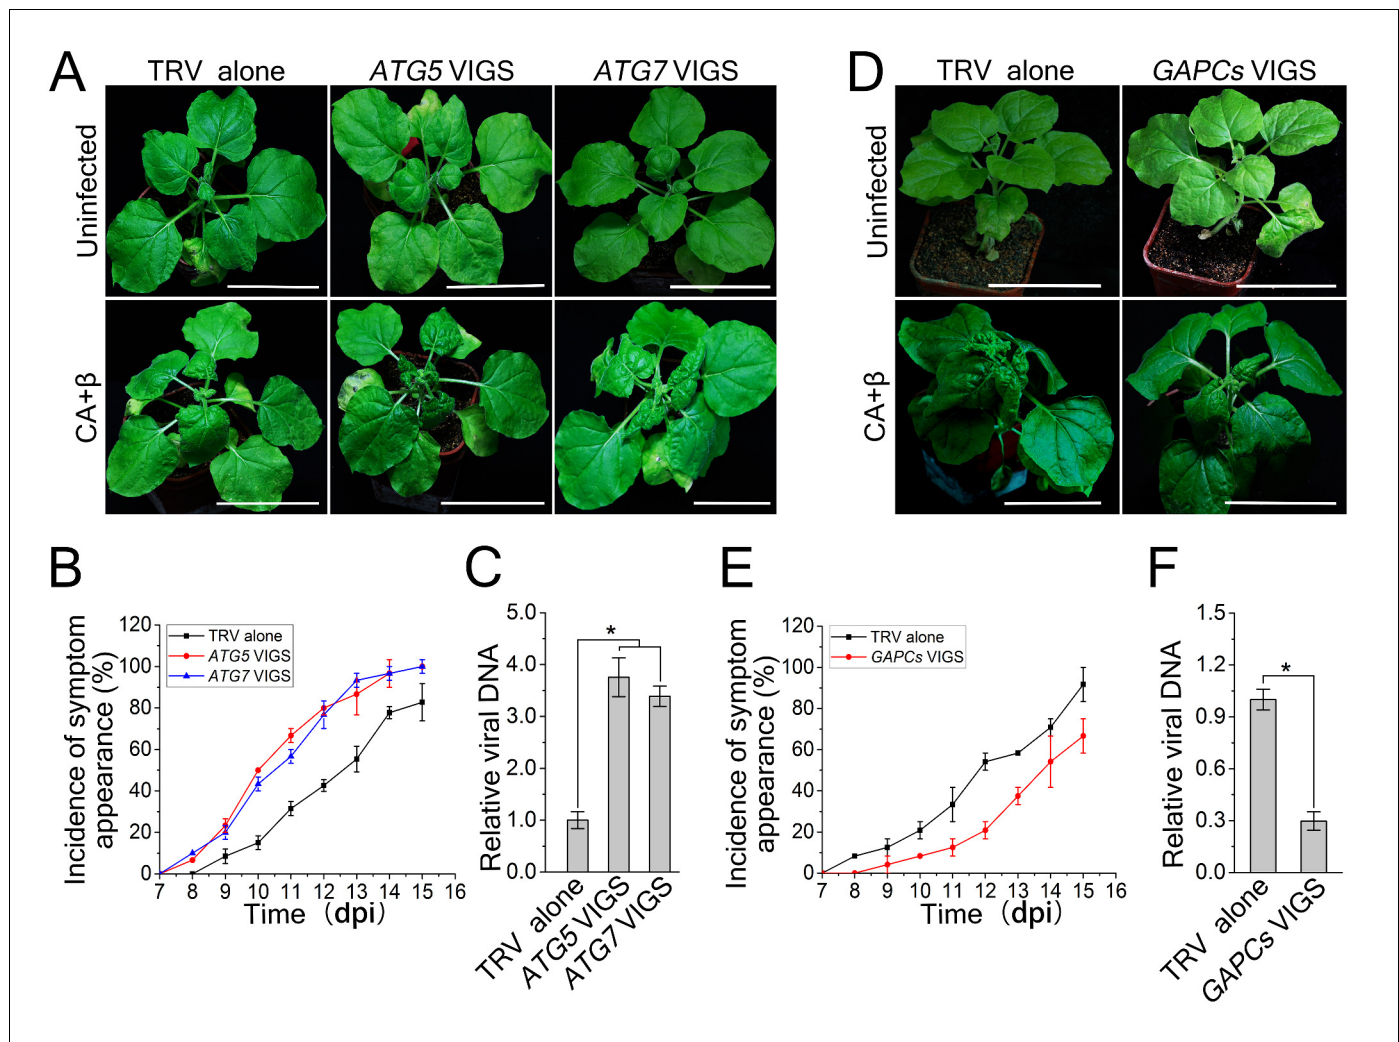 A
TRV alone
ATG5 VIGS
ATG7 VIGS
Uninfected
CA+β
D
TRV alone
GAPCs VIGS
Uninfected
CA+β
B
Incidence of symptom
appearance (%)
120
100
80
60
40
20
0
TRV alone
ATG5 VIGS
ATG7 VIGS
7 8 9 10 11 12 13 14 15 16
Time (dpi)
C
Relative viral DNA
5.0
4.0
3.0
2.0
1.0
0.0
*
TRV alone
ATG5 VIGS
ATG7 VIGS
E
Incidence of symptom
appearance (%)
120
100
80
60
40
20
0
TRV alone
GAPCs VIGS
7 8 9 10 11 12 13 14 15 16
Time (dpi)
F
Relative viral DNA
1.5
1.2
0.9
0.6
0.3
0.0
*
TRV alone
GAPCs VIGS